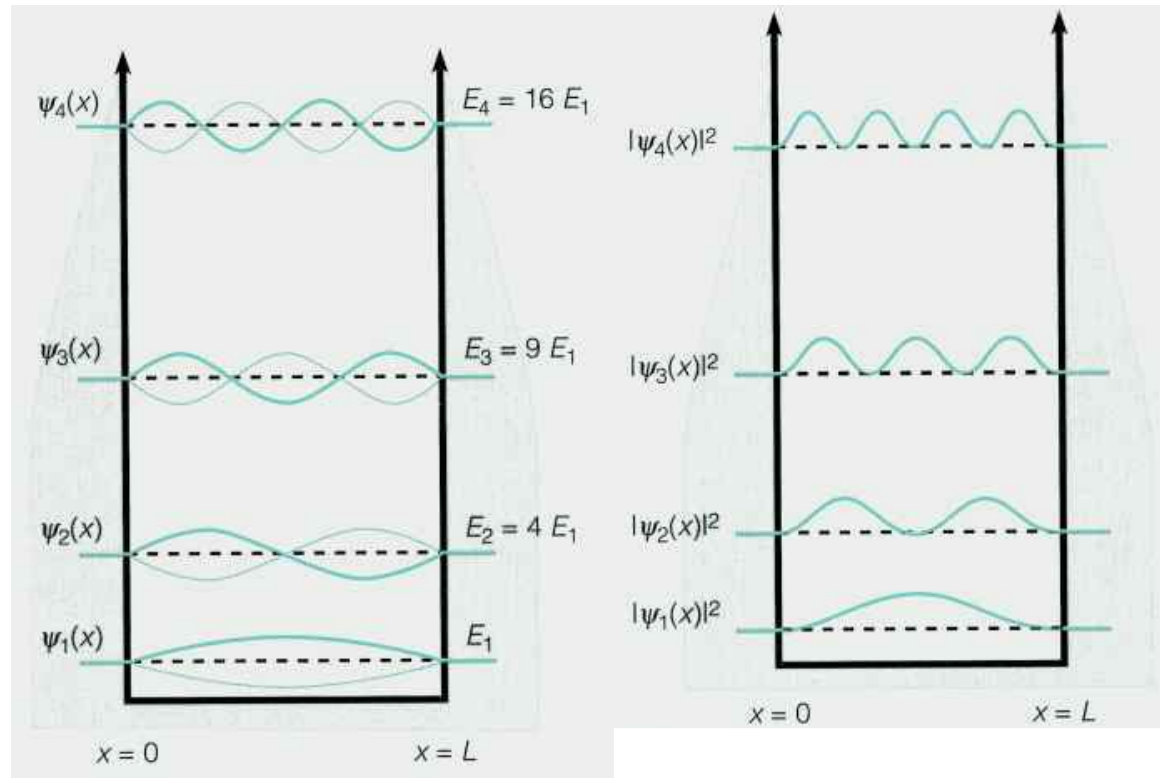 ψ₄(x) E₄ = 16 E₁
ψ₃(x) E₃ = 9 E₁
ψ₂(x) E₂ = 4 E₁
ψ₁(x) E₁
x = 0 x = L
|ψ₄(x)|²
|ψ₃(x)|²
|ψ₂(x)|²
|ψ₁(x)|²
x = 0 x = L